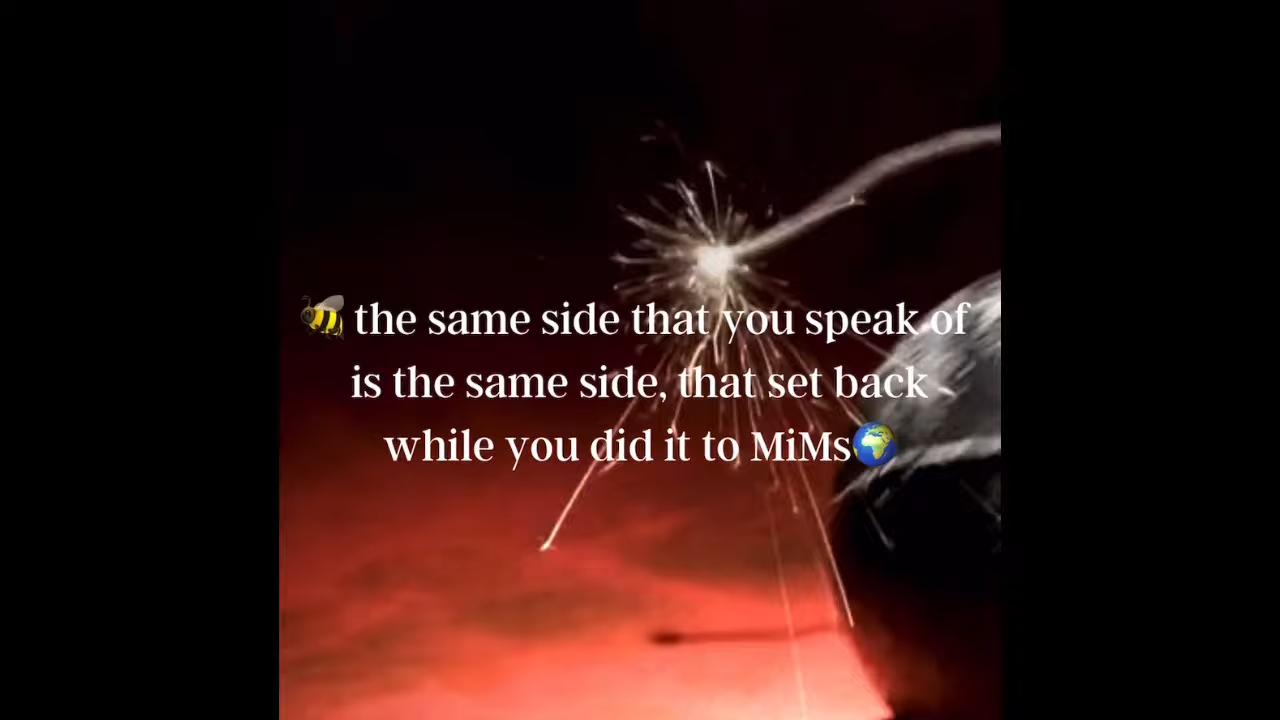 🐝 the same side that you speak of
is the same side, that set back
while you did it to MiMs🌍